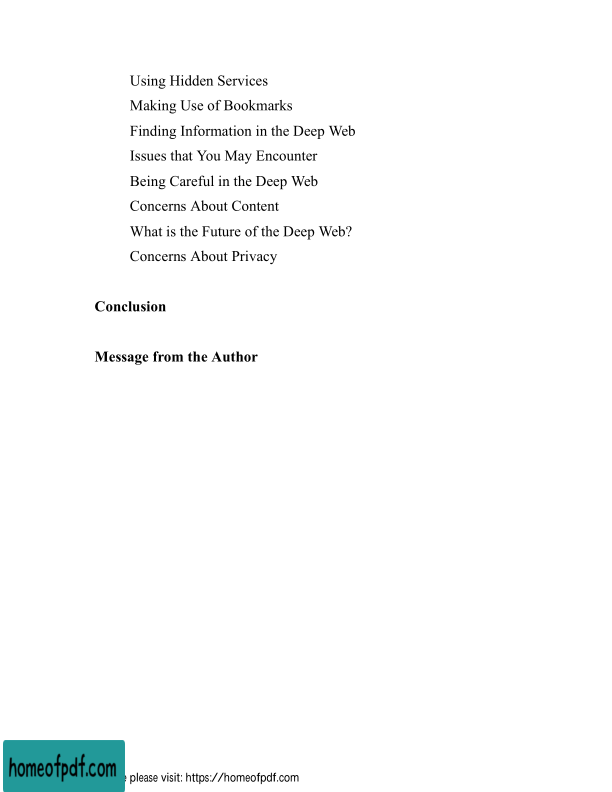 Using Hidden Services
Making Use of Bookmarks
Finding Information in the Deep Web
Issues that You May Encounter
Being Careful in the Deep Web
Concerns About Content
What is the Future of the Deep Web?
Concerns About Privacy
Conclusion
Message from the Author
homeofpdf.com
please visit: https://homeofpdf.com